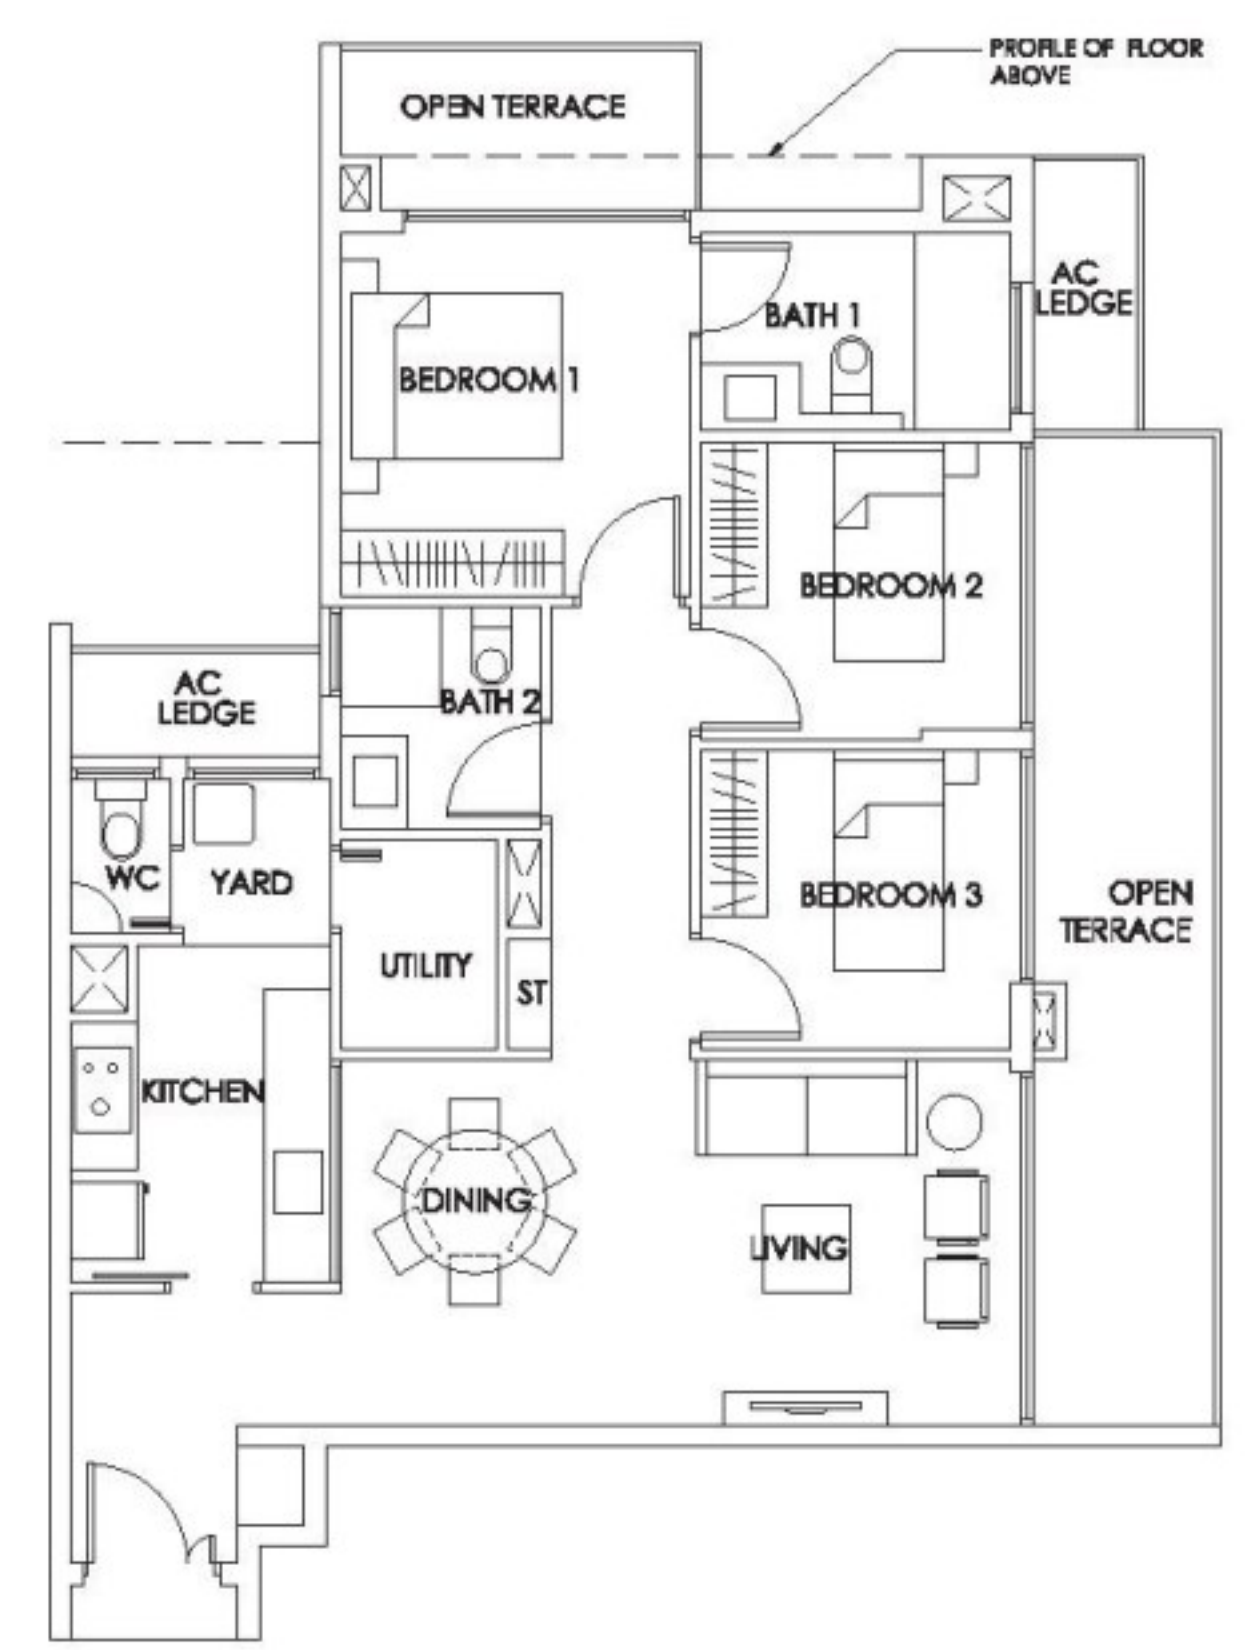 PROFILE OF FLOOR
ABOVE
OPEN TERRACE
AC
LEDGE
BATH 1
BEDROOM 1
BEDROOM 2
AC
LEDGE
BATH 2
WC
YARD
BEDROOM 3
OPEN
TERRACE
UTILITY
ST
KITCHEN
DINING
LIVING